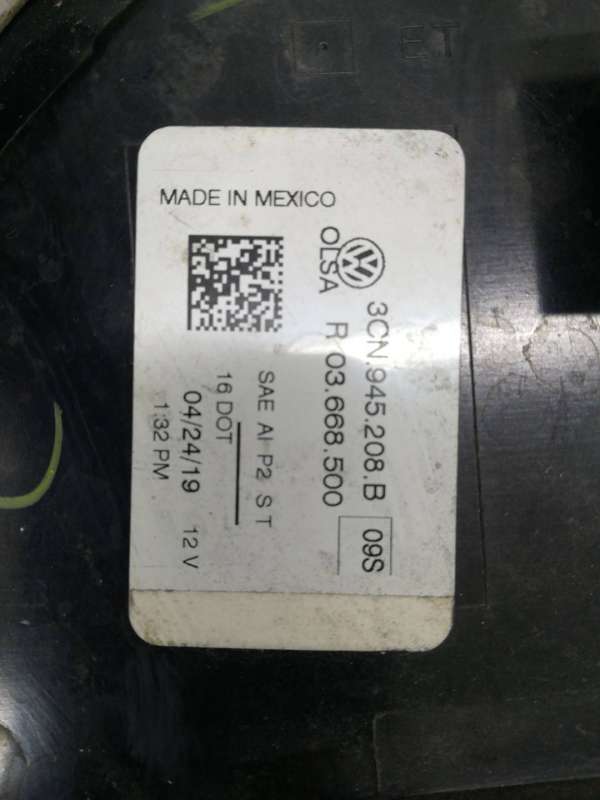 ET
MADE IN MEXICO
3CN.945.208.B 09S
OLSA R 03.668.500
SAE AI P2 S T
16 DOT
04/24/19 12 V
1:32 PM